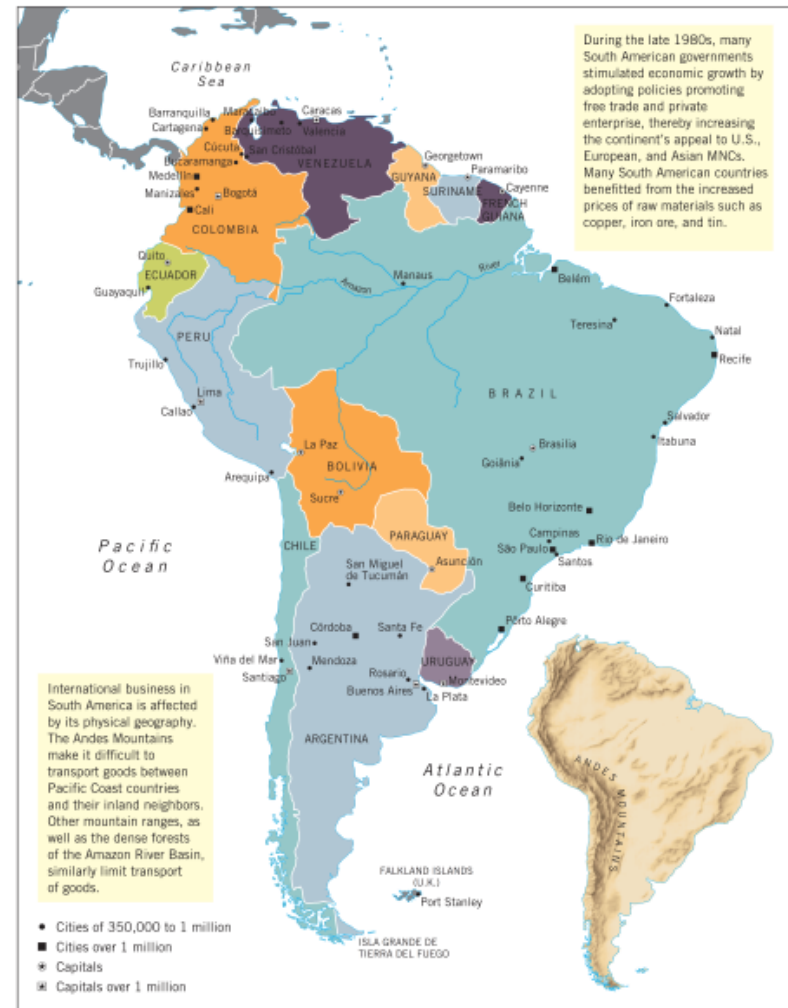 During the late 1980s, many
South American governments
stimulated economic growth by
adopting policies promoting
free trade and private
enterprise, thereby increasing
the continent's appeal to U.S.,
European, and Asian MNCs.
Many South American countries
benefitted from the increased
prices of raw materials such as
copper, iron ore, and tin.
Caribbean
Sea
Barranquilla
Maracaibo
Caracas
Cartagena
Barquisimeto
Valencia
Cúcuta
San Cristóbal
Bucaramanga
VENEZUELA
Medellín
Manizales
Bogotá
Cali
COLOMBIA
Georgetown
GUYANA
Paramaribo
SURINAME
Cayenne
FRENCH
GUIANA
Quito
ECUADOR
Guayaquil
Manaus
Amazon
River
Belém
Fortaleza
Teresina
Natal
Recife
PERU
Trujillo
Lima
Callao
BRAZIL
Salvador
Itabuna
La Paz
BOLIVIA
Brasilia
Goiânia
Arequipa
Sucre
Belo Horizonte
PARAGUAY
Campinas
São Paulo
Rio de Janeiro
Santos
Pacific
Ocean
CHILE
San Miguel
de Tucumán
Asunción
Curitiba
Pôrto Alegre
Córdoba
Santa Fe
San Juan
Viña del Mar
Mendoza
Santiago
Rosario
Buenos Aires
URUGUAY
Montevideo
La Plata
ARGENTINA
Atlantic
Ocean
ANDES MOUNTAINS
International business in
South America is affected
by its physical geography.
The Andes Mountains
make it difficult to
transport goods between
Pacific Coast countries
and their inland neighbors.
Other mountain ranges, as
well as the dense forests
of the Amazon River Basin,
similarly limit transport
of goods.
FALKLAND ISLANDS
(U.K.)
Port Stanley
ISLA GRANDE DE
TIERRA DEL FUEGO
Cities of 350,000 to 1 million
Cities over 1 million
Capitals
Capitals over 1 million